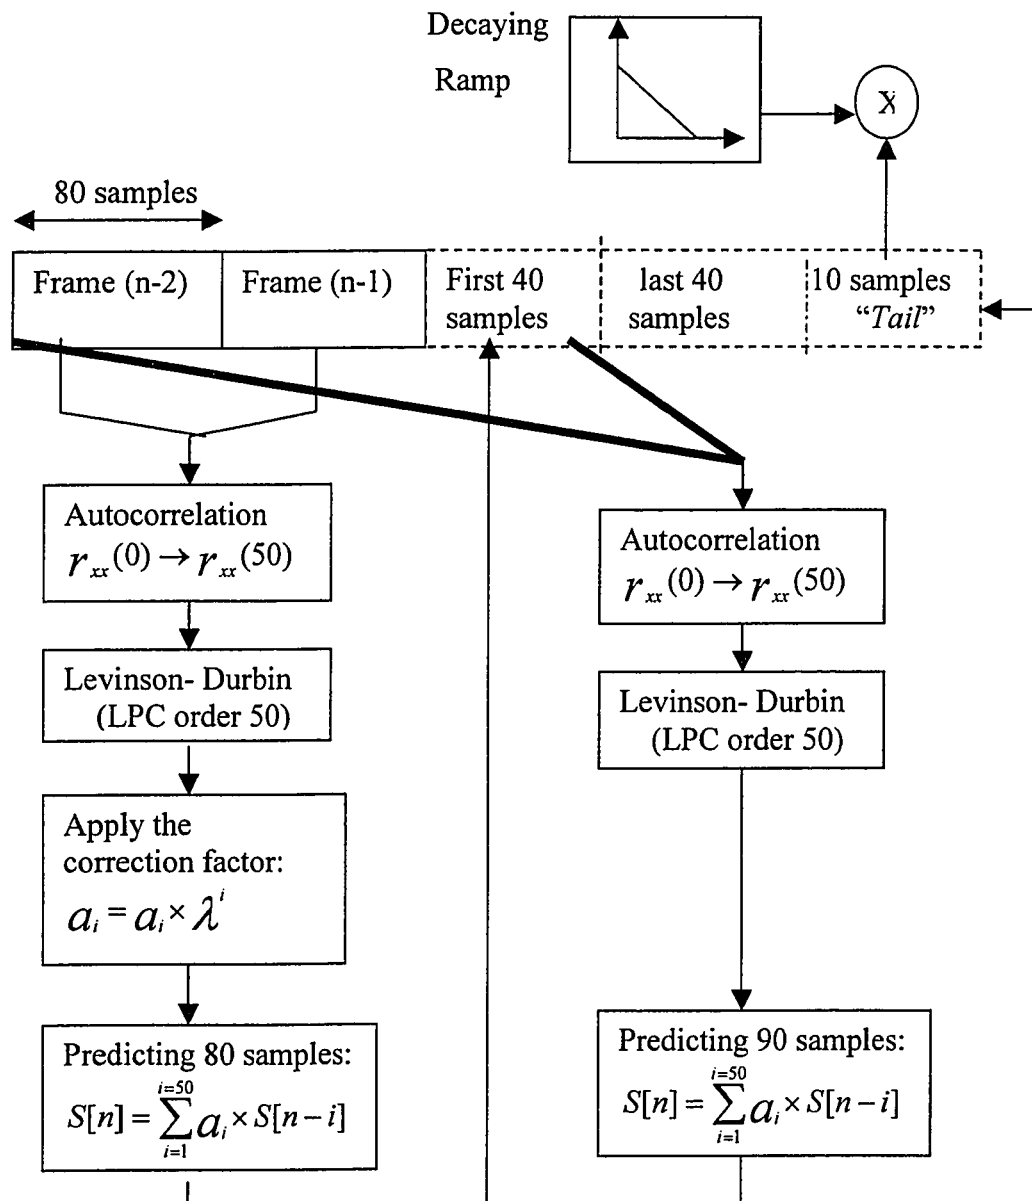 Decaying
Ramp
X
80 samples
Frame (n-2)
Frame (n-1)
First 40
samples
last 40
samples
10 samples
“Tail”
Autocorrelation
r_xx(0) → r_xx(50)
Levinson- Durbin
(LPC order 50)
Apply the
correction factor:
a_i = a_i × λ^i
Predicting 80 samples:
S[n] = ∑_{i=1}^{i=50} a_i × S[n−i]
Autocorrelation
r_xx(0) → r_xx(50)
Levinson- Durbin
(LPC order 50)
Predicting 90 samples:
S[n] = ∑_{i=1}^{i=50} a_i × S[n−i]